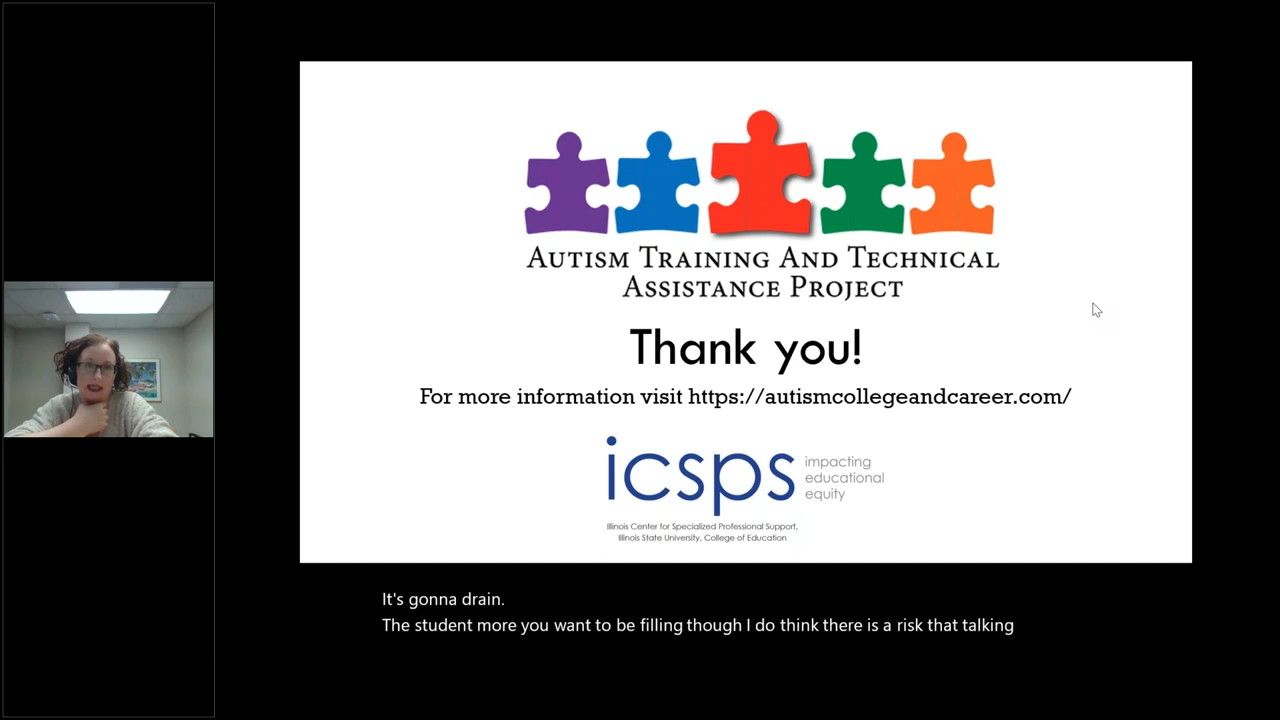 Autism Training And Technical
Assistance Project
Thank you!
For more information visit https://autismcollegeandcareer.com/
icsps
impacting
educational
equity
Illinois Center for Specialized Professional Support,
Illinois State University, College of Education
It's gonna drain.
The student more you want to be filling though I do think there is a risk that talking